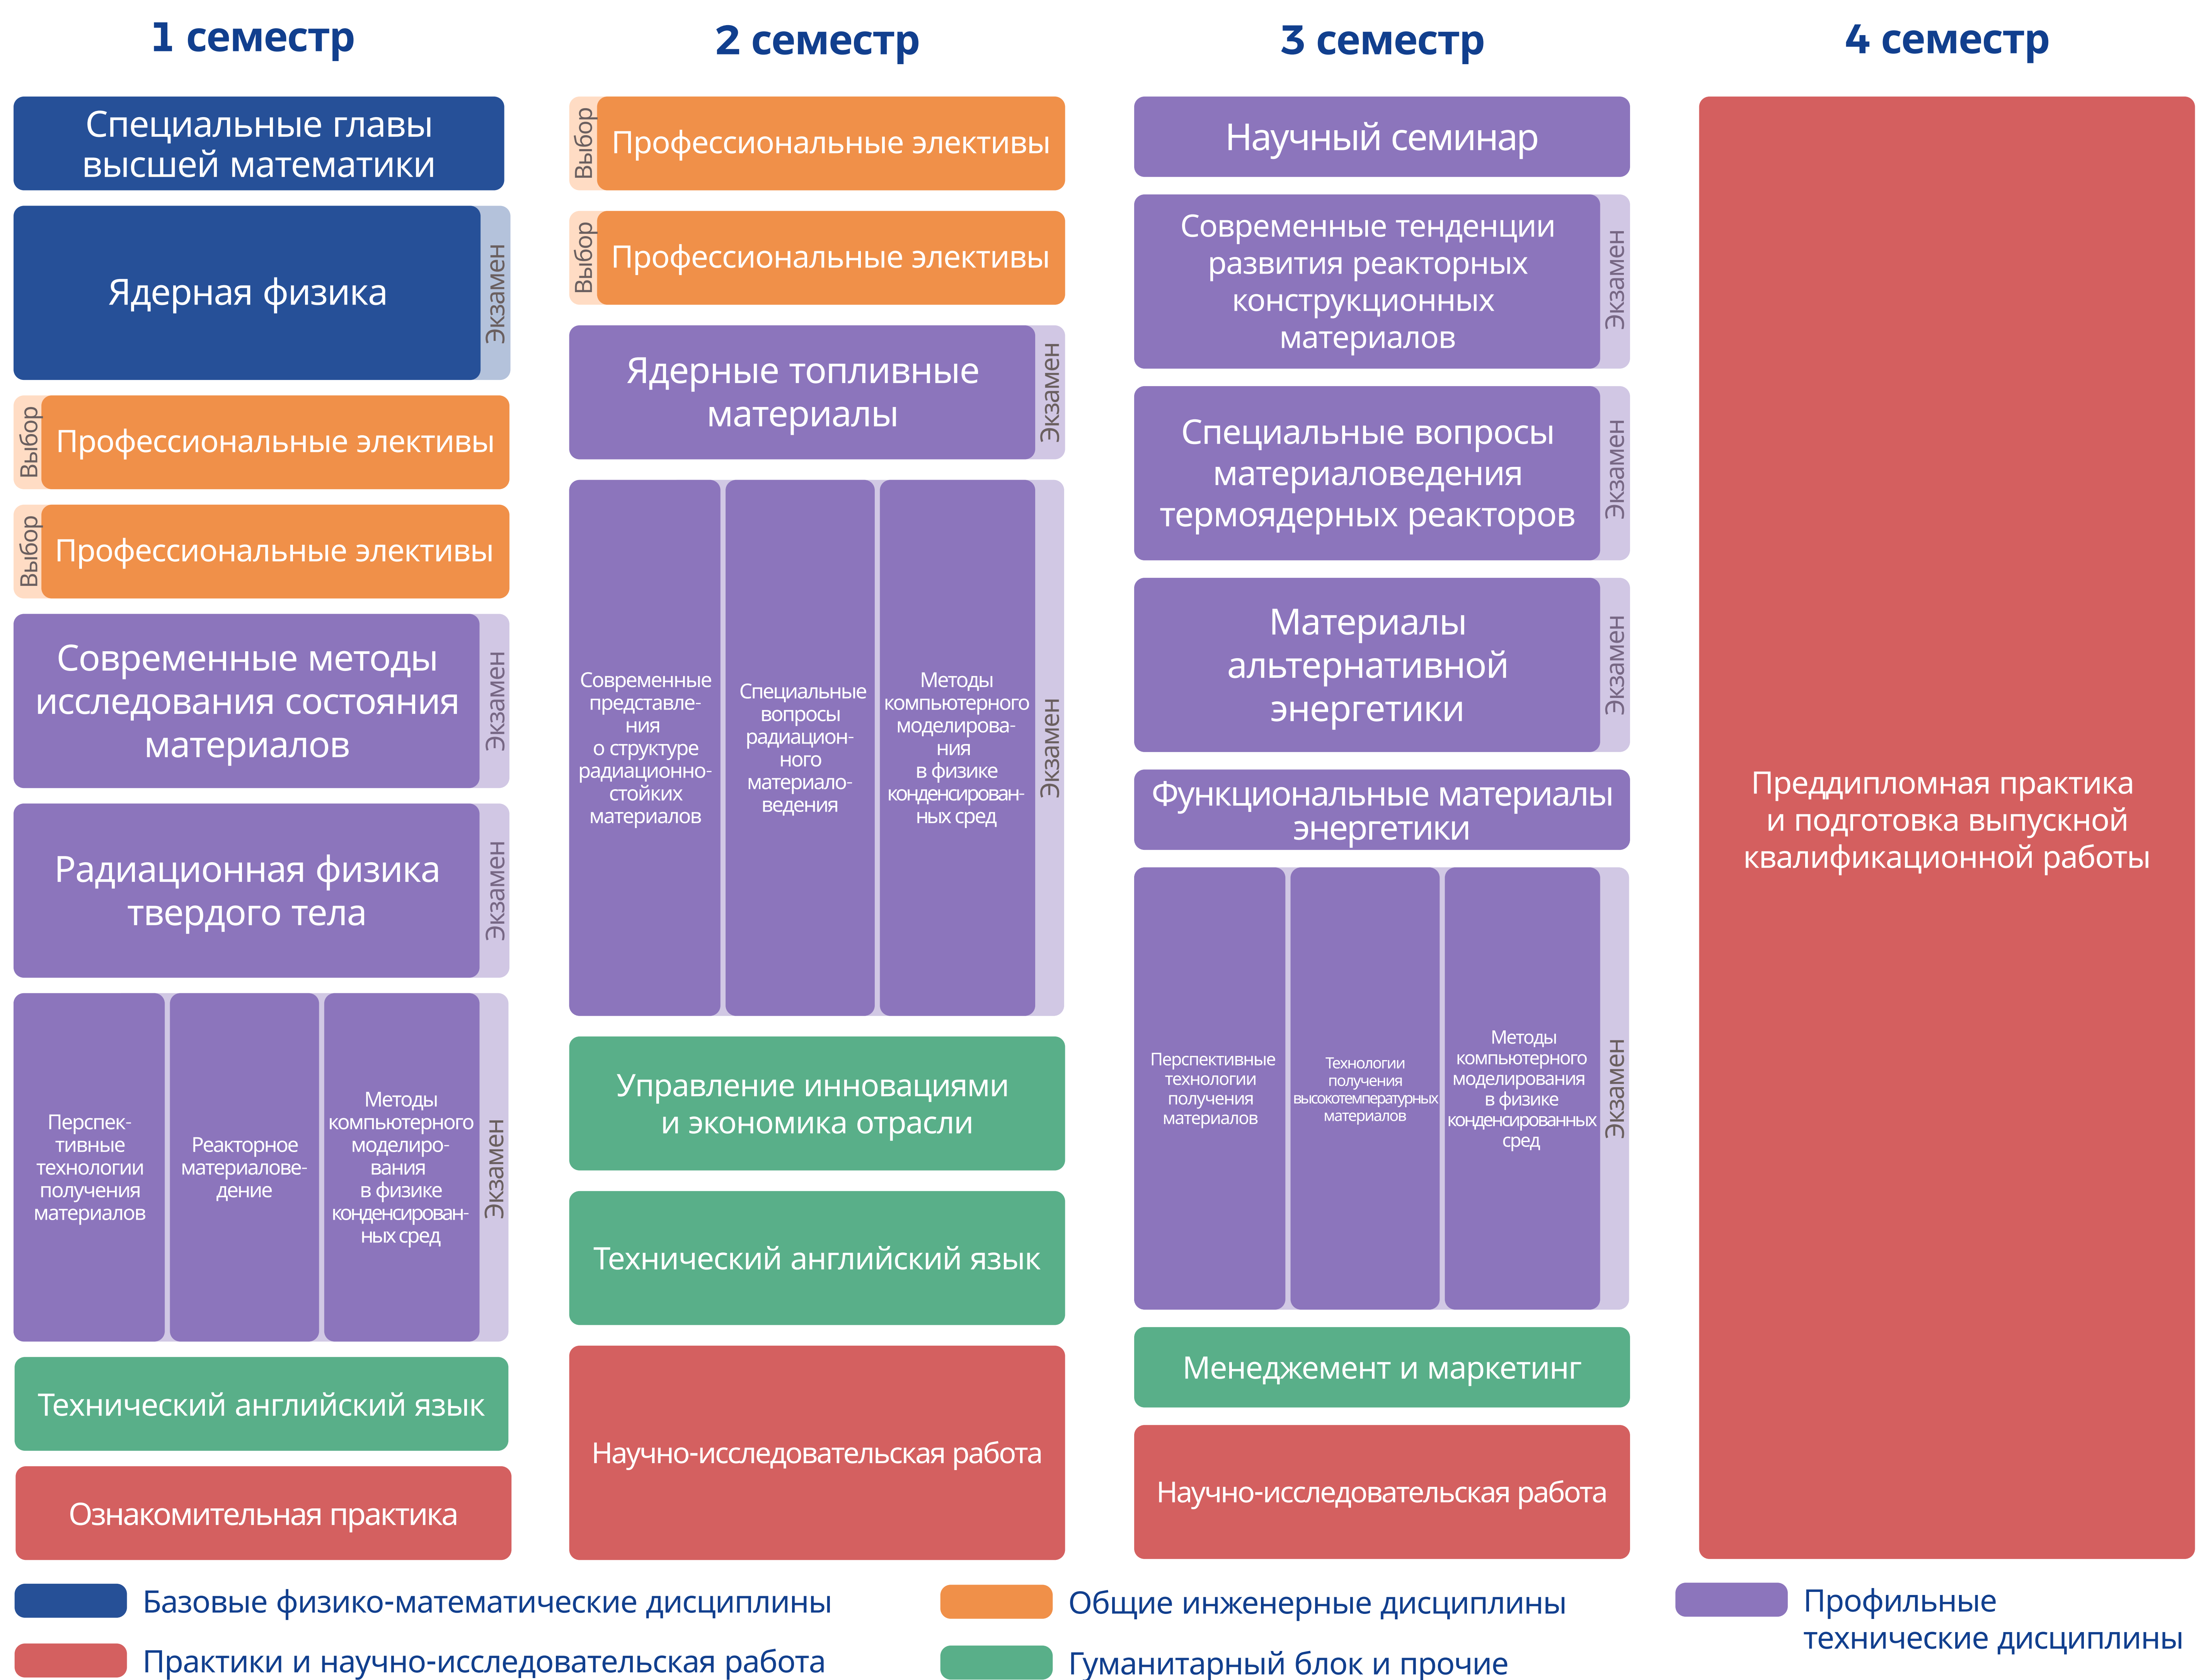 1 семестр
Специальные главы
высшей математики
Ядерная физика
Экзамен
Выбор
Профессиональные элективы
Выбор
Профессиональные элективы
Современные методы
исследования состояния
материалов
Экзамен
Радиационная физика
твердого тела
Экзамен
Перспек-
тивные
технологии
получения
материалов
Реакторное
материалове-
дение
Методы
компьютерного
моделиро-
вания
в физике
конденсирован-
ных сред
Экзамен
Технический английский язык
Ознакомительная практика
2 семестр
Выбор
Профессиональные элективы
Выбор
Профессиональные элективы
Ядерные топливные
материалы
Экзамен
Современные
представле-
ния
о структуре
радиационно-
стойких
материалов
Специальные
вопросы
радиацион-
ного
материало-
ведения
Методы
компьютерного
моделирова-
ния
в физике
конденсирован-
ных сред
Экзамен
Управление инновациями
и экономика отрасли
Технический английский язык
Научно-исследовательская работа
3 семестр
Научный семинар
Современные тенденции
развития реакторных
конструкционных
материалов
Экзамен
Специальные вопросы
материаловедения
термоядерных реакторов
Экзамен
Материалы
альтернативной
энергетики
Экзамен
Функциональные материалы
энергетики
Перспективные
технологии
получения
материалов
Технологии
получения
высокотемпературных
материалов
Методы
компьютерного
моделирования
в физике
конденсированных
сред
Экзамен
Менеджмент и маркетинг
Научно-исследовательская работа
4 семестр
Преддипломная практика
и подготовка выпускной
квалификационной работы
Базовые физико-математические дисциплины
Практики и научно-исследовательская работа
Общие инженерные дисциплины
Гуманитарный блок и прочие
Профильные
технические дисциплины